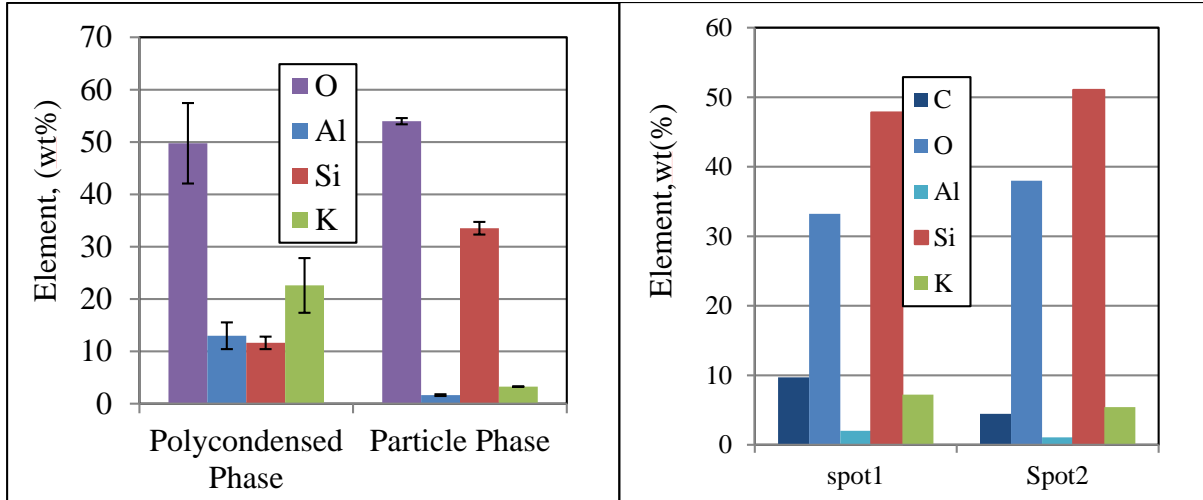 70
60
50
40
30
20
10
0
Element, (wt%)
O
Al
Si
K
Polycondensed
Phase
Particle Phase
60
50
40
30
20
10
0
Element,wt(%)
C
O
Al
Si
K
spot1
Spot2